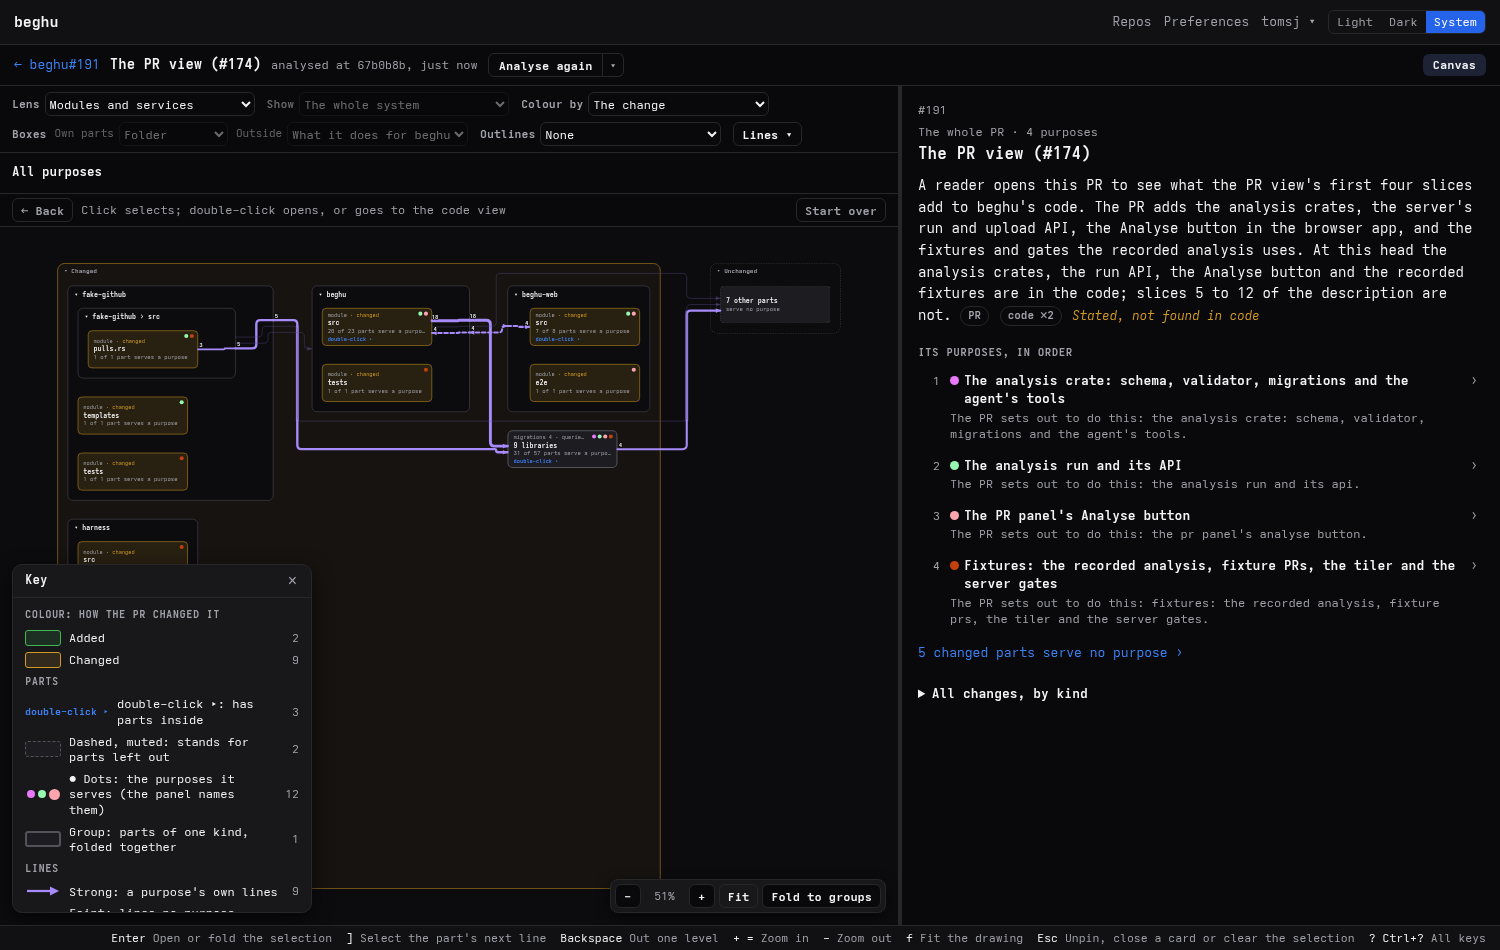 beghu
Repos Preferences tomsj ▾ Light Dark System
← beghu#191 The PR view (#174) analysed at 67b0b8b, just now Analyse again ▾ Canvas
Lens Modules and services Show The whole system Colour by The change
Boxes Own parts Folder Outside What it does for beghu Outlines None Lines ▾
All purposes
← Back Click selects; double-click opens, or goes to the code view Start over
▾ Changed
▾ Unchanged
▾ fake-github
▾ beghu
▾ beghu-web
▾ fake-github › src
module · changed
pulls.rs
1 of 1 part serves a purpose
3
5
5
module · changed
src
20 of 23 parts serve a purpo…
double-click ▸
18
18
4
4
4
module · changed
src
7 of 8 parts serve a purpose
double-click ▸
7 other parts
serve no purpose
module · changed
tests
1 of 1 part serves a purpose
module · changed
e2e
1 of 1 part serves a purpose
module · changed
templates
1 of 1 part serves a purpose
migrations 4 · querie…
9 libraries
31 of 57 parts serve a purpo…
double-click ▸
4
module · changed
tests
1 of 1 part serves a purpose
▾ harness
module · changed
src
Key ×
COLOUR: HOW THE PR CHANGED IT
Added 2
Changed 9
PARTS
double-click ▸ double-click ▸: has
parts inside 3
Dashed, muted: stands for
parts left out 2
● Dots: the purposes it
serves (the panel names
them) 12
Group: parts of one kind,
folded together 1
LINES
Strong: a purpose's own lines 9
− 51% + Fit Fold to groups
#191
The whole PR · 4 purposes
The PR view (#174)
A reader opens this PR to see what the PR view's first four slices
add to beghu's code. The PR adds the analysis crates, the server's
run and upload API, the Analyse button in the browser app, and the
fixtures and gates the recorded analysis uses. At this head the
analysis crates, the run API, the Analyse button and the recorded
fixtures are in the code; slices 5 to 12 of the description are
not. PR code ×2 Stated, not found in code
ITS PURPOSES, IN ORDER
1 The analysis crate: schema, validator, migrations and the ›
agent's tools
The PR sets out to do this: the analysis crate: schema, validator,
migrations and the agent's tools.
2 The analysis run and its API ›
The PR sets out to do this: the analysis run and its api.
3 The PR panel's Analyse button ›
The PR sets out to do this: the pr panel's analyse button.
4 Fixtures: the recorded analysis, fixture PRs, the tiler and the ›
server gates
The PR sets out to do this: fixtures: the recorded analysis, fixture
prs, the tiler and the server gates.
5 changed parts serve no purpose ›
▶ All changes, by kind
Enter Open or fold the selection ] Select the part's next line Backspace Out one level + = Zoom in − Zoom out f Fit the drawing Esc Unpin, close a card or clear the selection ? Ctrl+? All keys